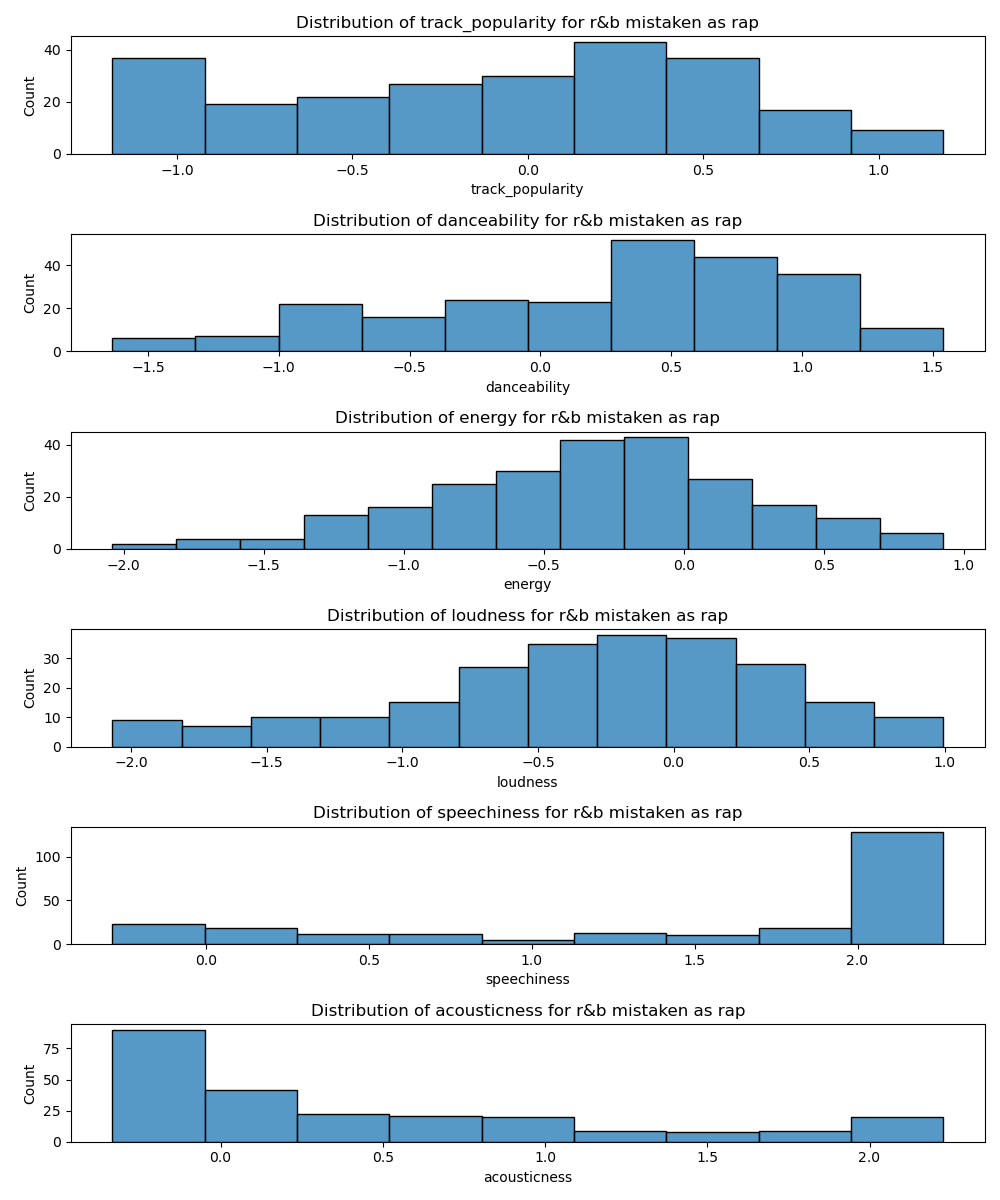 Distribution of track_popularity for r&b mistaken as rap
40
20
0
Count
−1.0 −0.5 0.0 0.5 1.0
track_popularity
Distribution of danceability for r&b mistaken as rap
40
20
0
Count
−1.5 −1.0 −0.5 0.0 0.5 1.0 1.5
danceability
Distribution of energy for r&b mistaken as rap
40
20
0
Count
−2.0 −1.5 −1.0 −0.5 0.0 0.5 1.0
energy
Distribution of loudness for r&b mistaken as rap
30
20
10
0
Count
−2.0 −1.5 −1.0 −0.5 0.0 0.5 1.0
loudness
Distribution of speechiness for r&b mistaken as rap
100
50
0
Count
0.0 0.5 1.0 1.5 2.0
speechiness
Distribution of acousticness for r&b mistaken as rap
75
50
25
0
Count
0.0 0.5 1.0 1.5 2.0
acousticness